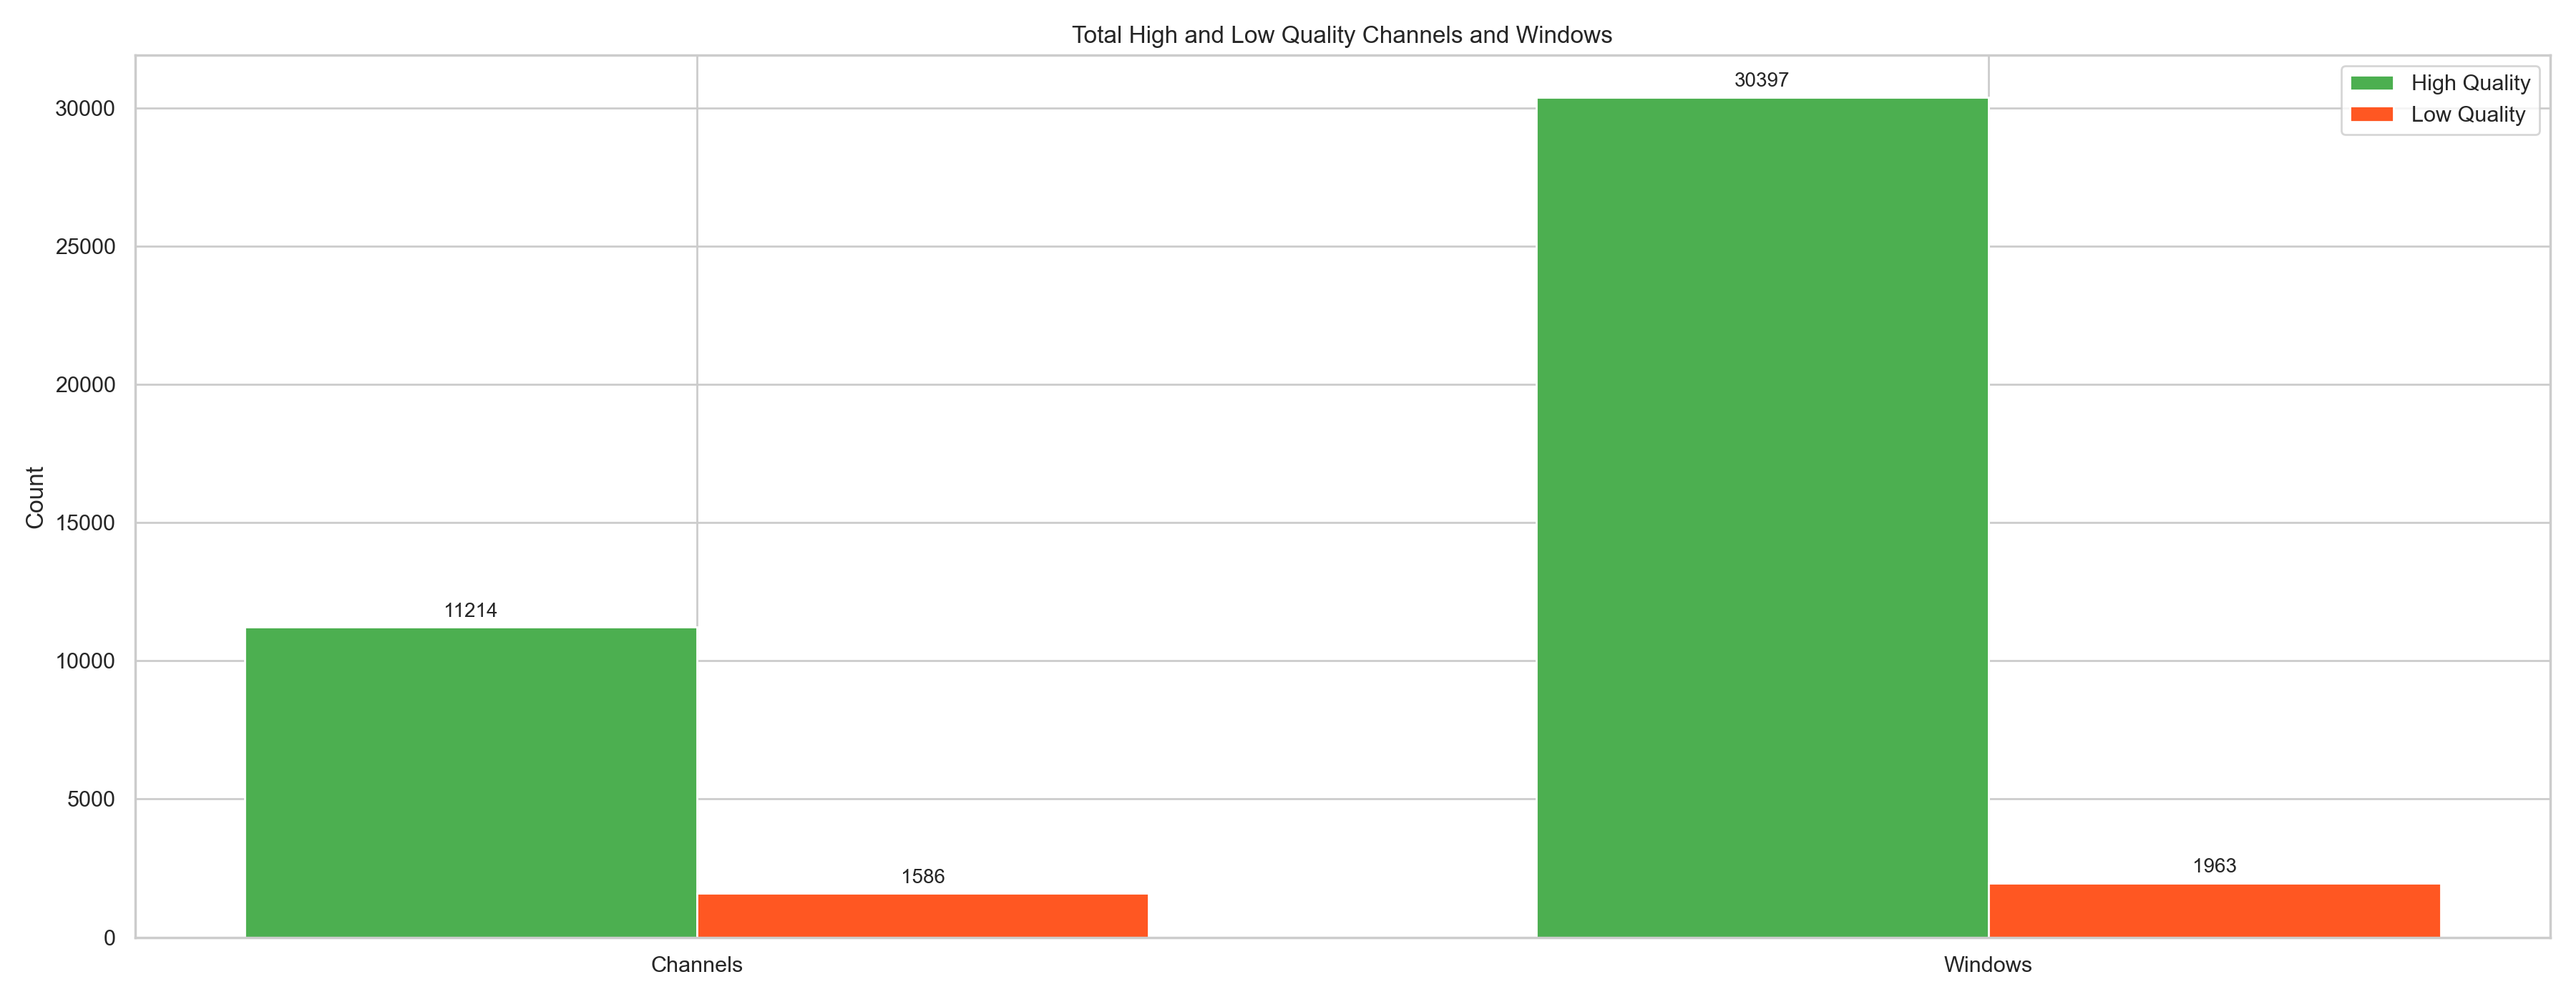 Total High and Low Quality Channels and Windows
High Quality
Low Quality
Count
30000
25000
20000
15000
10000
5000
0
11214
1586
30397
1963
Channels
Windows